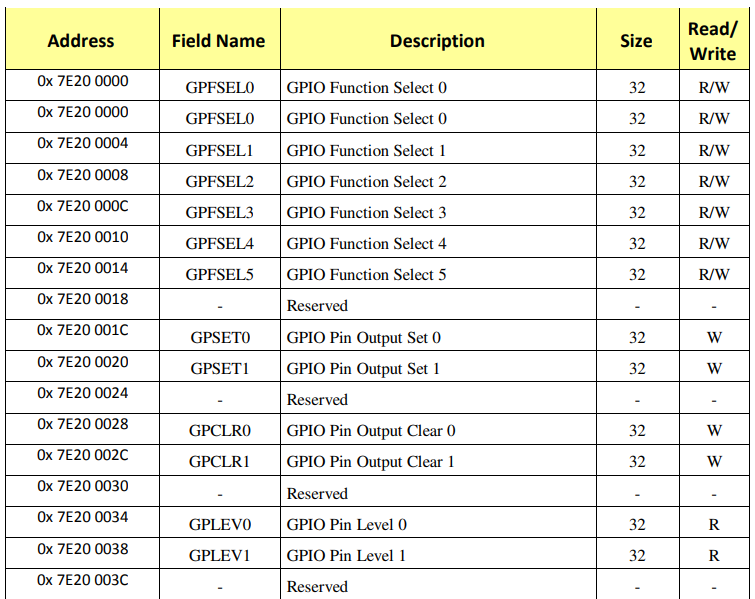 Address Field Name Description Size Read/
Write
0x 7E20 0000 GPFSEL0 GPIO Function Select 0 32 R/W
0x 7E20 0000 GPFSEL0 GPIO Function Select 0 32 R/W
0x 7E20 0004 GPFSEL1 GPIO Function Select 1 32 R/W
0x 7E20 0008 GPFSEL2 GPIO Function Select 2 32 R/W
0x 7E20 000C GPFSEL3 GPIO Function Select 3 32 R/W
0x 7E20 0010 GPFSEL4 GPIO Function Select 4 32 R/W
0x 7E20 0014 GPFSEL5 GPIO Function Select 5 32 R/W
0x 7E20 0018 - Reserved - -
0x 7E20 001C GPSET0 GPIO Pin Output Set 0 32 W
0x 7E20 0020 GPSET1 GPIO Pin Output Set 1 32 W
0x 7E20 0024 - Reserved - -
0x 7E20 0028 GPCLR0 GPIO Pin Output Clear 0 32 W
0x 7E20 002C GPCLR1 GPIO Pin Output Clear 1 32 W
0x 7E20 0030 - Reserved - -
0x 7E20 0034 GPLEV0 GPIO Pin Level 0 32 R
0x 7E20 0038 GPLEV1 GPIO Pin Level 1 32 R
0x 7E20 003C - Reserved - -